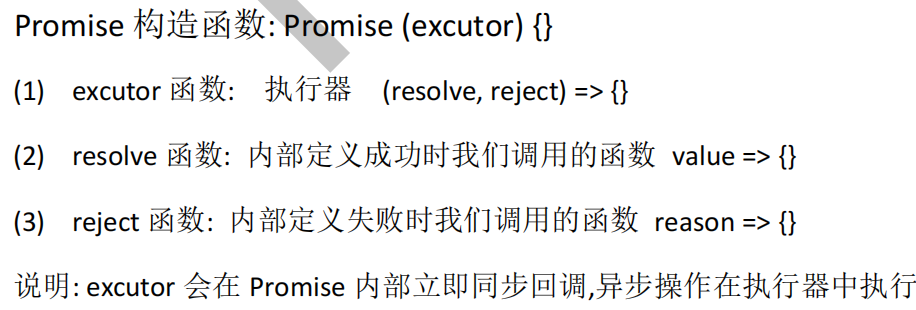 Promise 构造函数: Promise (excutor) {}
(1) excutor 函数: 执行器 (resolve, reject) => {}
(2) resolve 函数: 内部定义成功时我们调用的函数 value => {}
(3) reject 函数: 内部定义失败时我们调用的函数 reason => {}
说明: excutor 会在 Promise 内部立即同步回调,异步操作在执行器中执行